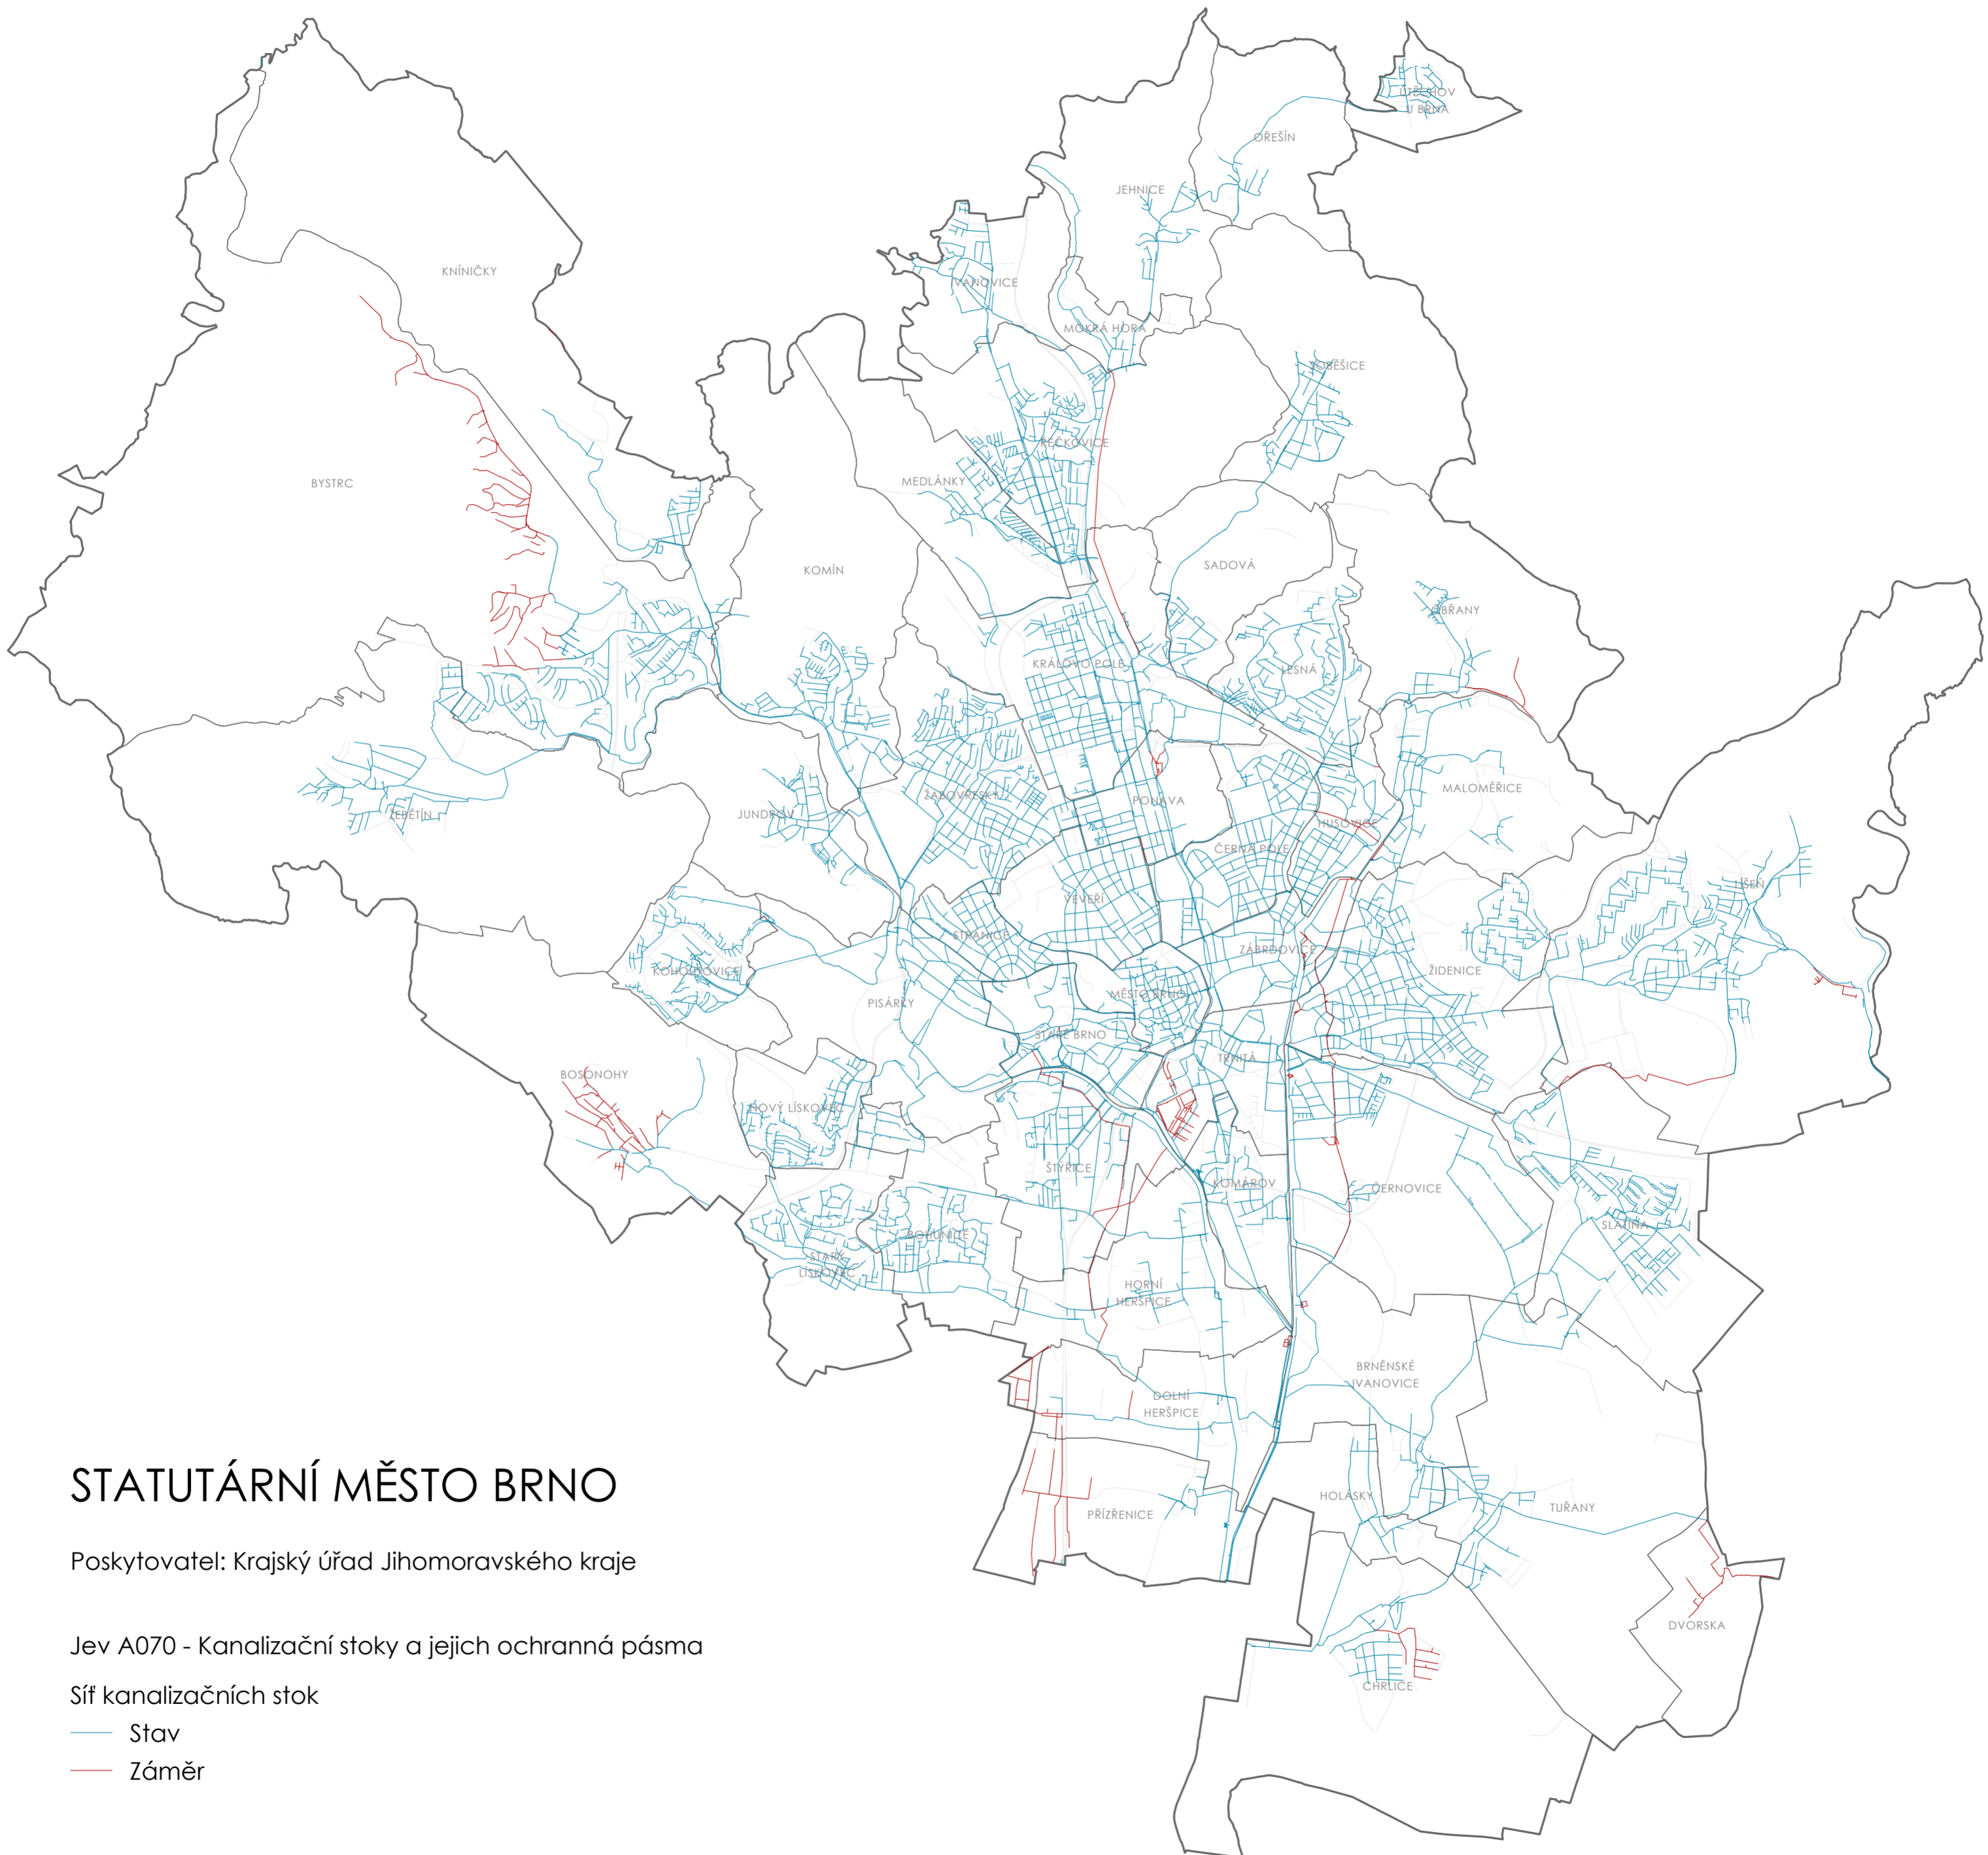 ÚTĚCHOV
U BRNA
OŘEŠÍN
JEHNICE
KNÍNIČKY
IVANOVICE
MOKRÁ HORA
SOBĚŠICE
ŘEČKOVICE
MEDLÁNKY
BYSTRC
SADOVÁ
KOMÍN
OBŘANY
KRÁLOVO POLE
LESNÁ
MALOMĚŘICE
ŽABOVŘESKY
PONAVA
ŽEBĚTÍN
JUNDROV
HUSOVICE
ČERNÁ POLE
LÍŠEŇ
VEVEŘÍ
STRÁNICE
ZÁBRDOVICE
KOHOUTOVICE
ŽIDENICE
MĚSTO BRNO
PISÁRKY
STARÉ BRNO
TRNITÁ
BOSONOHY
NOVÝ LÍSKOVEC
ŠTÝŘICE
KOMÁROV
ČERNOVICE
SLATINA
BOHUNICE
STARÝ
LÍSKOVEC
HORNÍ
HERŠPICE
BRNĚNSKÉ
IVANOVICE
DOLNÍ
HERŠPICE
HOLÁSKY
TUŘANY
PŘÍZŘENICE
DVORSKA
CHRLICE
STATUTÁRNÍ MĚSTO BRNO
Poskytovatel: Krajský úřad Jihomoravského kraje
Jev A070 - Kanalizační stoky a jejich ochranná pásma
Síť kanalizačních stok
Stav
Záměr